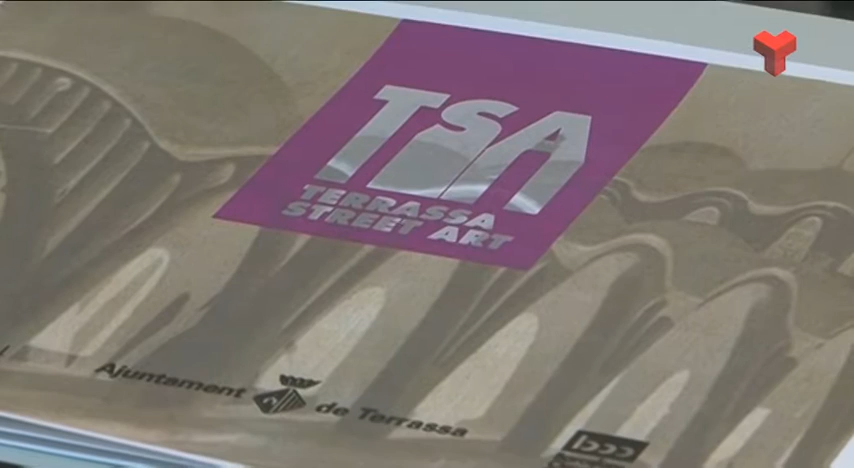 TSA
TERRASSA
STREET ART
Ajuntament de Terrassa